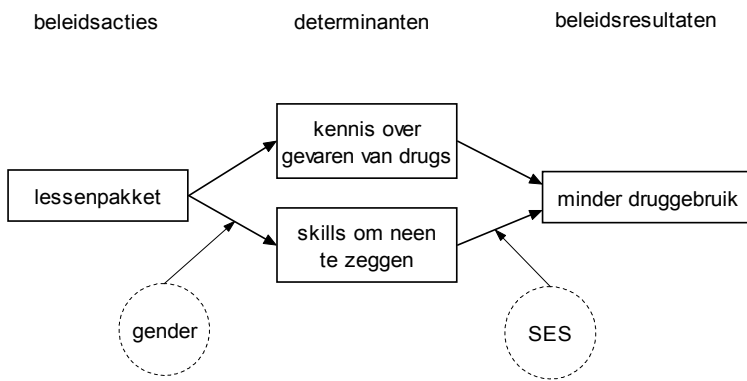 beleidsacties
determinanten
beleidsresultaten
kennis over
gevaren van drugs
lessenpakket
minder druggebruik
skills om neen
te zeggen
gender
SES